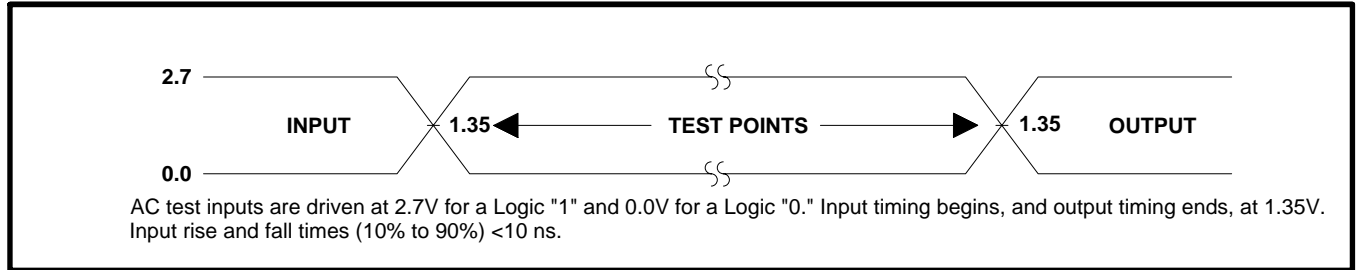 2.7
INPUT 1.35 TEST POINTS 1.35 OUTPUT
0.0
AC test inputs are driven at 2.7V for a Logic "1" and 0.0V for a Logic "0." Input timing begins, and output timing ends, at 1.35V.
Input rise and fall times (10% to 90%) <10 ns.